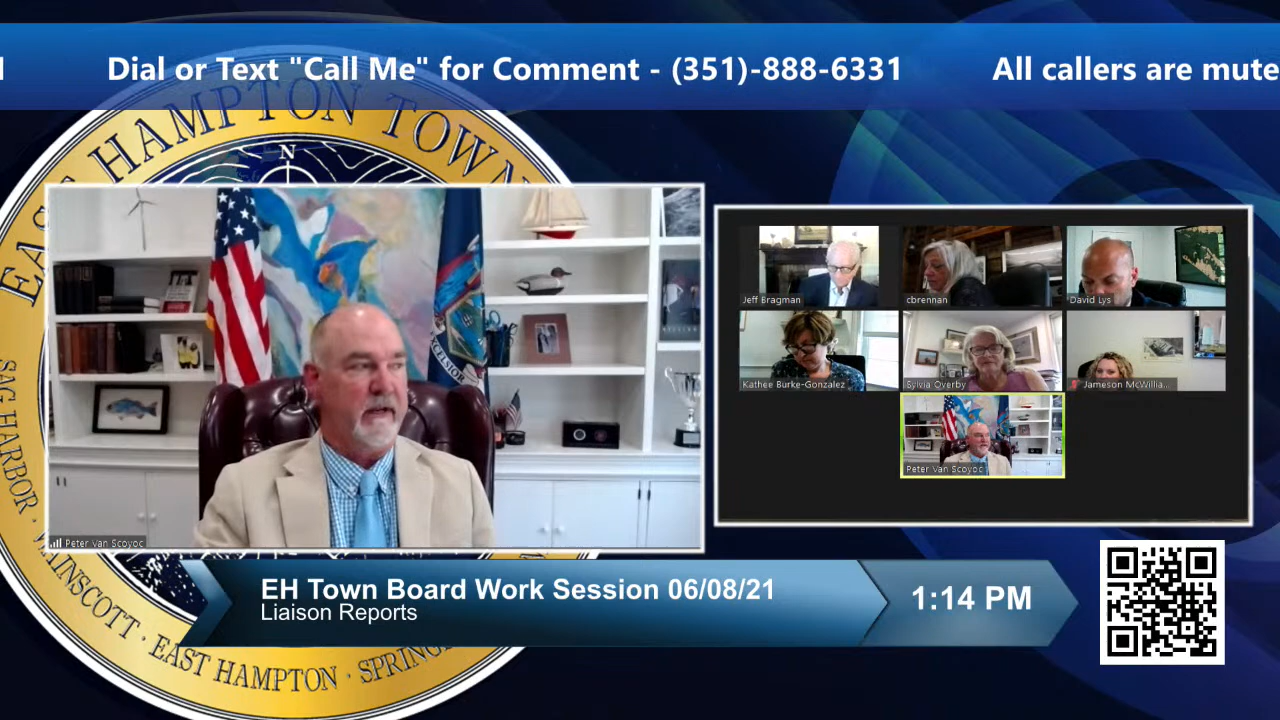 Dial or Text "Call Me" for Comment - (351)-888-6331
All callers are mute
EAST HAMPTON TOWN
N
EXCELSIOR
Peter Van Scoyoc
Jeff Bragman
cbrennan
David Lys
Kathee Burke-Gonzalez
Sylvia Overby
Jameson McWillia...
Peter Van Scoyoc
EH Town Board Work Session 06/08/21
Liaison Reports
1:14 PM
SAG HARBOR · WAINSCOTT · EAST HAMPTON · SPRING